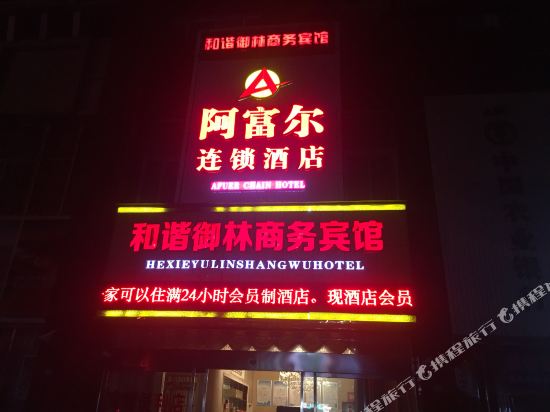 和谐御林商务宾馆
阿富尔
连锁酒店
AFUER CHAIN HOTEL
和谐御林商务宾馆
HEXIEYULINSHANGWUHOTEL
家可以住满24小时会员制酒店。现酒店会员
携程旅行
携程旅行